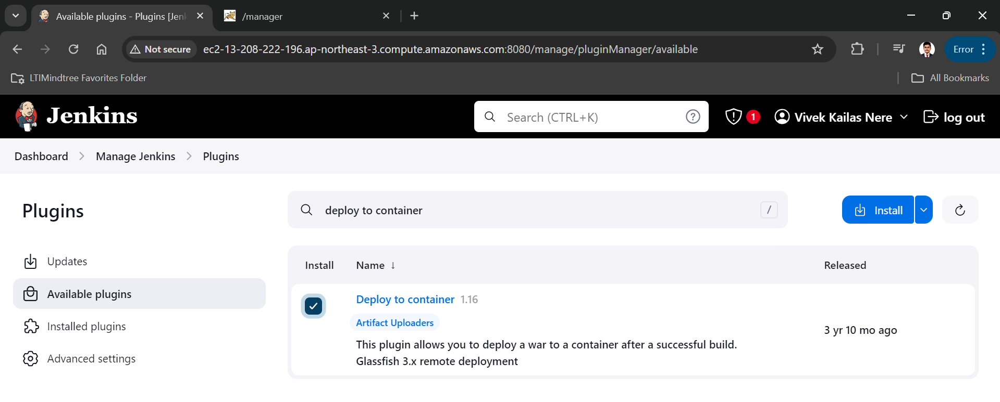 Available plugins - Plugins [Jenk
/manager
Not secure
ec2-13-208-222-196.ap-northeast-3.compute.amazonaws.com:8080/manage/pluginManager/available
Error
LTIMindtree Favorites Folder
All Bookmarks
Jenkins
Search (CTRL+K)
?
1
Vivek Kailas Nere
log out
Dashboard > Manage Jenkins > Plugins
Plugins
deploy to container
/
Install
Updates
Available plugins
Installed plugins
Advanced settings
Install Name ↓ Released
Deploy to container 1.16
Artifact Uploaders
This plugin allows you to deploy a war to a container after a successful build.
Glassfish 3.x remote deployment
3 yr 10 mo ago